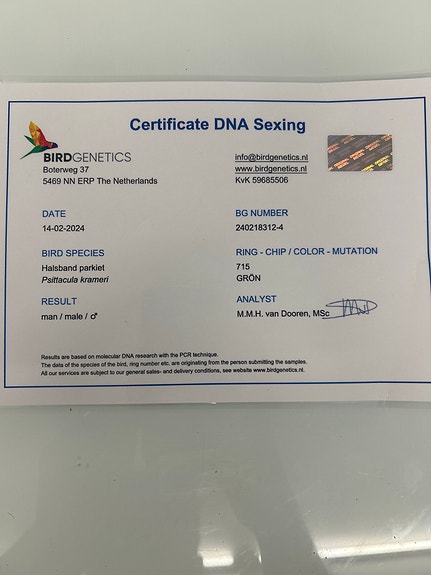 Certificate DNA Sexing
BIRDGENETICS
Boterweg 37
5469 NN ERP The Netherlands
info@birdgenetics.nl
www.birdgenetics.nl
KvK 59685506
DATE
14-02-2024
BG NUMBER
240218312-4
BIRD SPECIES
Halsband parkiet
Psittacula krameri
RING - CHIP / COLOR - MUTATION
715
GRÖN
RESULT
man / male / ♂
ANALYST
M.M.H. van Dooren, MSc
Results are based on molecular DNA research with the PCR technique.
The data of the species of the bird, ring number etc. are originating from the person submitting the samples.
All our services are subject to our general sales- and delivery conditions, see website www.birdgenetics.nl.